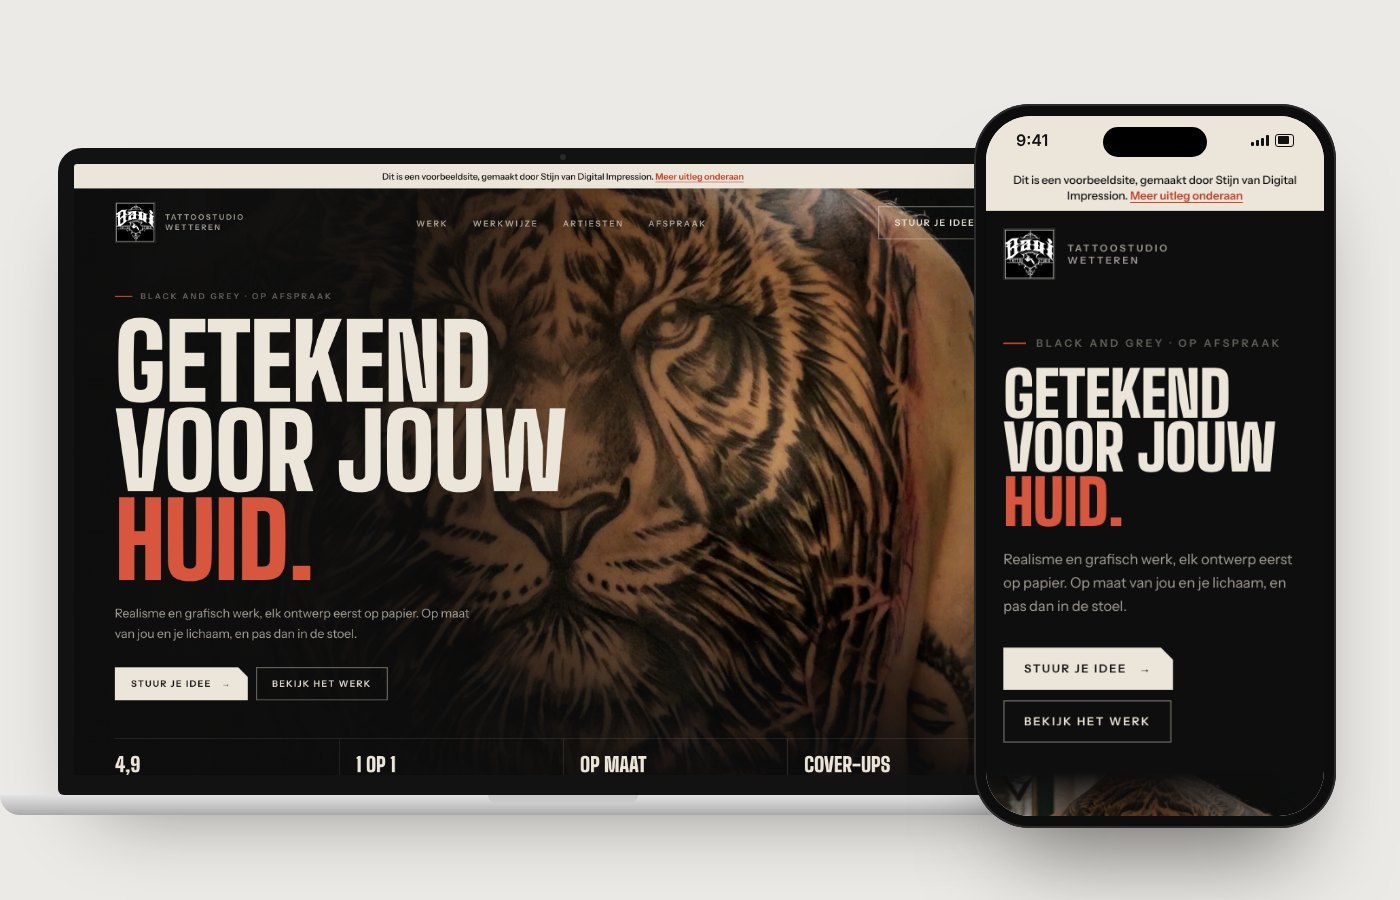 Dit is een voorbeeldsite, gemaakt door Stijn van Digital Impression. Meer uitleg onderaan
Baui
TATTOOSTUDIO
WETTEREN
WERK WERKWIJZE ARTIESTEN AFSPRAAK
STUUR JE IDEE
BLACK AND GREY · OP AFSPRAAK
GETEKEND
VOOR JOUW
HUID.
Realisme en grafisch werk, elk ontwerp eerst op papier. Op maat
van jou en je lichaam, en pas dan in de stoel.
STUUR JE IDEE →
BEKIJK HET WERK
4,9
1 OP 1
OP MAAT
COVER-UPS
9:41
Dit is een voorbeeldsite, gemaakt door Stijn van Digital
Impression. Meer uitleg onderaan
Baui
TATTOOSTUDIO
WETTEREN
BLACK AND GREY · OP AFSPRAAK
GETEKEND
VOOR JOUW
HUID.
Realisme en grafisch werk, elk ontwerp eerst
op papier. Op maat van jou en je lichaam, en
pas dan in de stoel.
STUUR JE IDEE →
BEKIJK HET WERK